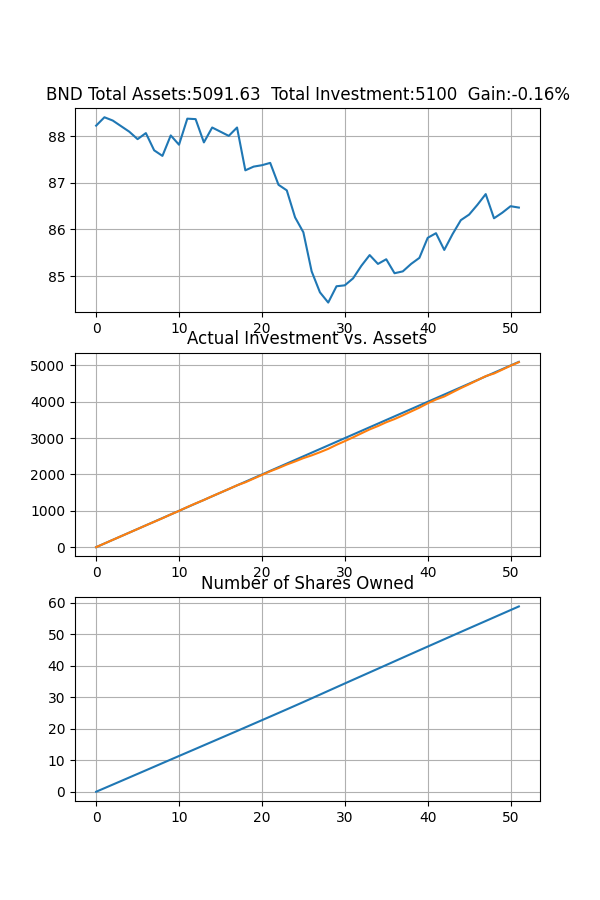 BND Total Assets:5091.63  Total Investment:5100  Gain:-0.16%
88
87
86
85
0 10 20 30 40 50
Actual Investment vs. Assets
5000
4000
3000
2000
1000
0
0 10 20 30 40 50
Number of Shares Owned
60
50
40
30
20
10
0
0 10 20 30 40 50